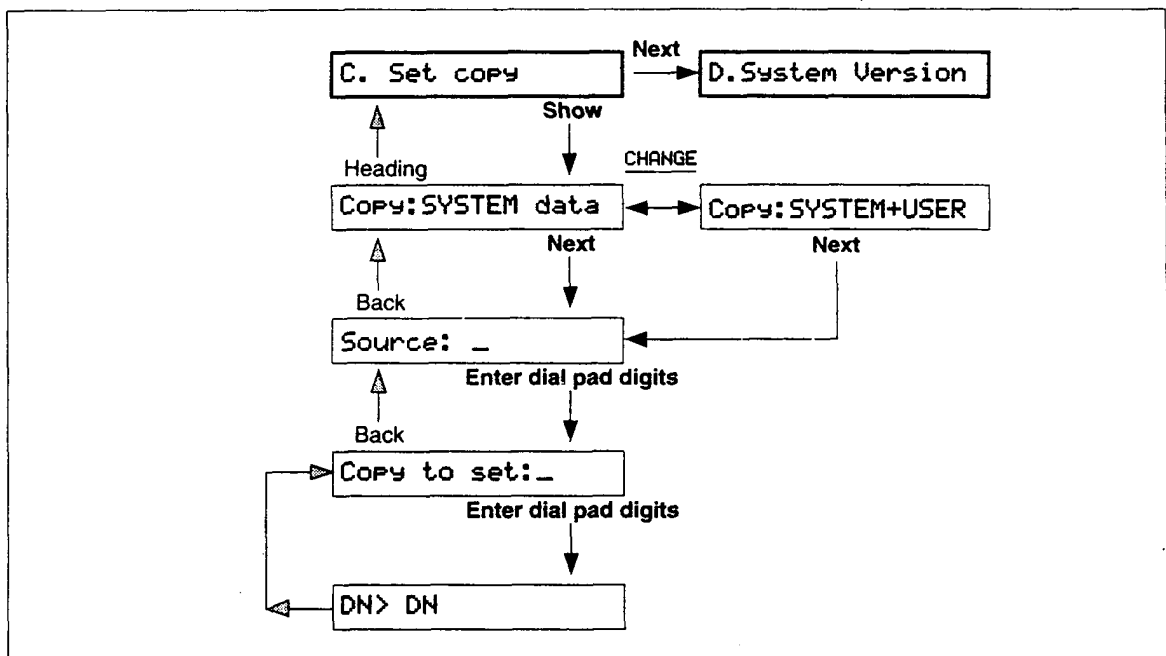 Next
C. Set copy
D.System Version
Show
CHANGE
Heading
Copy:SYSTEM data
Copy:SYSTEM+USER
Next
Next
Back
Source: _
Enter dial pad digits
Back
Copy to set:_
Enter dial pad digits
DN> DN